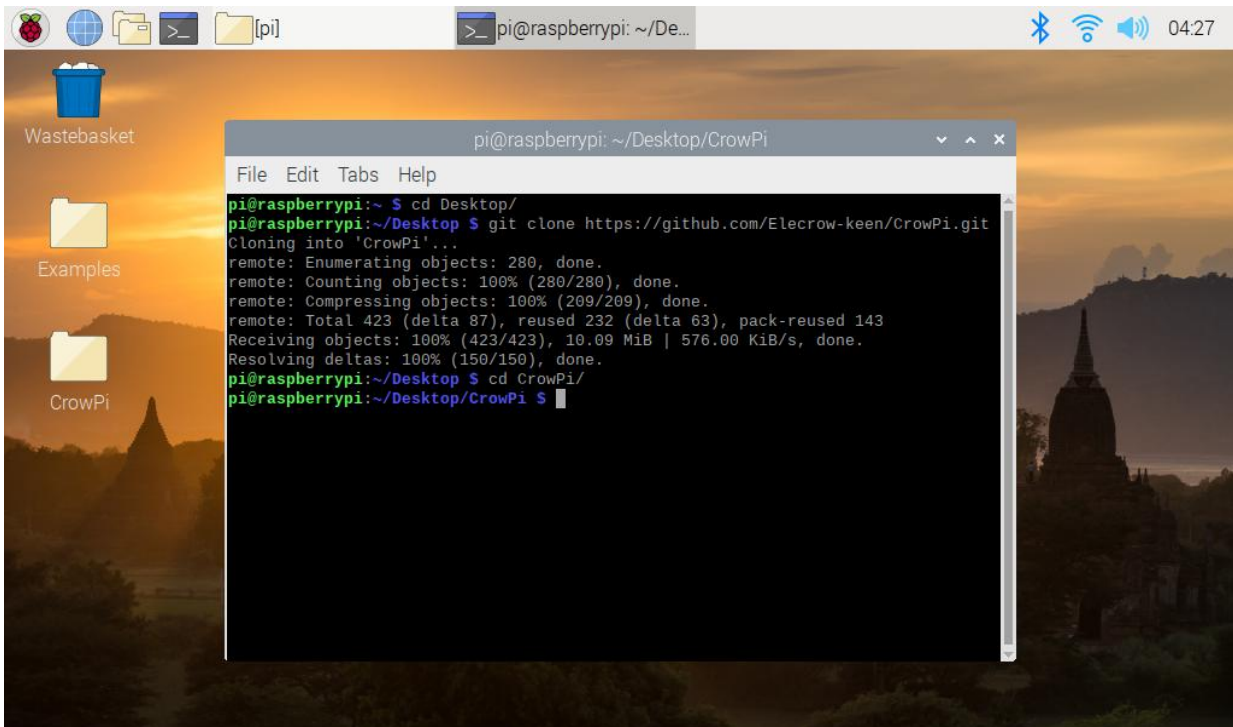 [pi]
pi@raspberrypi: ~/De...
04:27
Wastebasket
Examples
CrowPi
pi@raspberrypi: ~/Desktop/CrowPi
File Edit Tabs Help
pi@raspberrypi:~ $ cd Desktop/
pi@raspberrypi:~/Desktop $ git clone https://github.com/Elecrow-keen/CrowPi.git
Cloning into 'CrowPi'...
remote: Enumerating objects: 280, done.
remote: Counting objects: 100% (280/280), done.
remote: Compressing objects: 100% (209/209), done.
remote: Total 423 (delta 87), reused 232 (delta 63), pack-reused 143
Receiving objects: 100% (423/423), 10.09 MiB | 576.00 KiB/s, done.
Resolving deltas: 100% (150/150), done.
pi@raspberrypi:~/Desktop $ cd CrowPi/
pi@raspberrypi:~/Desktop/CrowPi $